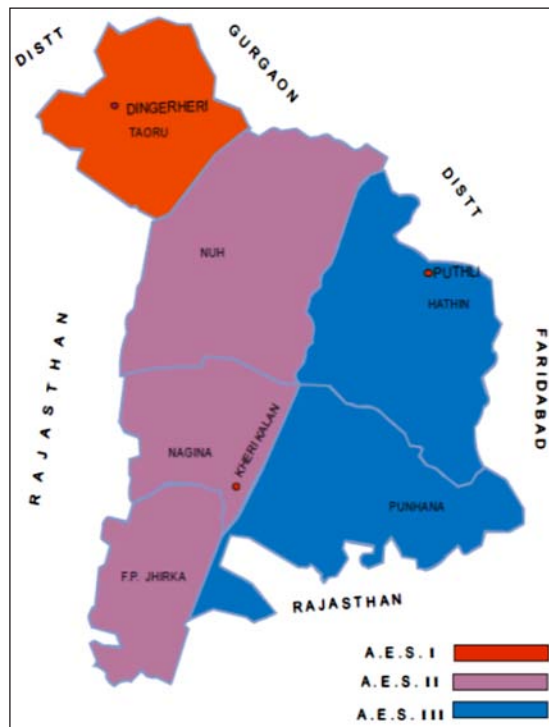 DISTT
GURGAON
DINGERHERI
TAORU
DISTT
NUH
PUTHLI
HATHIN
RAJASTHAN
FARIDABAD
KHERI KALAN
NAGINA
PUNHANA
F.P. JHIRKA
RAJASTHAN
A.E.S. I
A.E.S. II
A.E.S. III